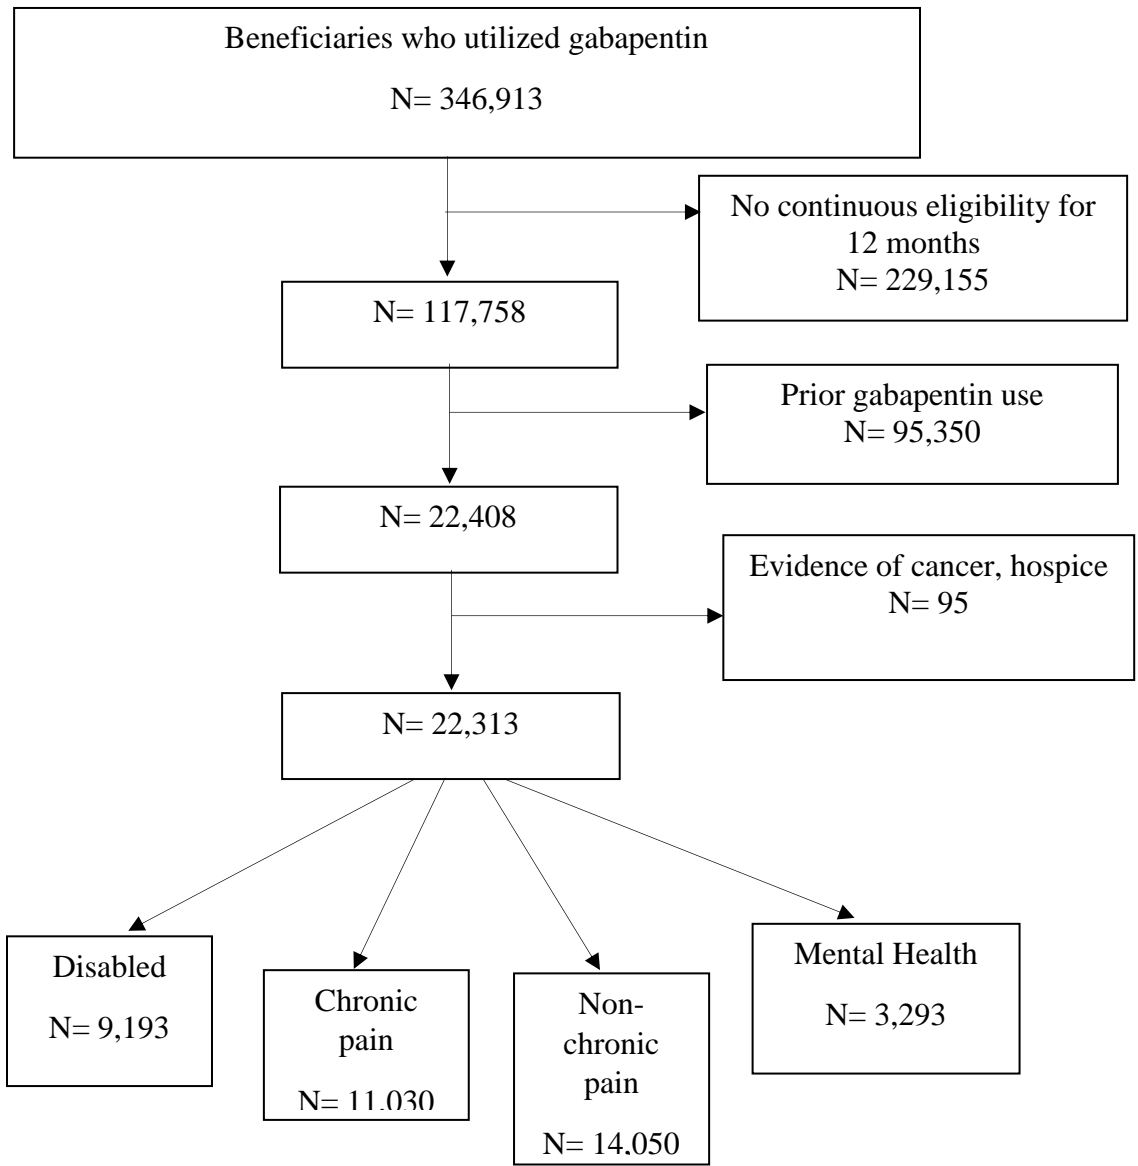 Beneficiaries who utilized gabapentin
N= 346,913
No continuous eligibility for
12 months
N= 229,155
N= 117,758
Prior gabapentin use
N= 95,350
N= 22,408
Evidence of cancer, hospice
N= 95
N= 22,313
Disabled
N= 9,193
Chronic
pain
N= 11,030
Non-
chronic
pain
N= 14,050
Mental Health
N= 3,293